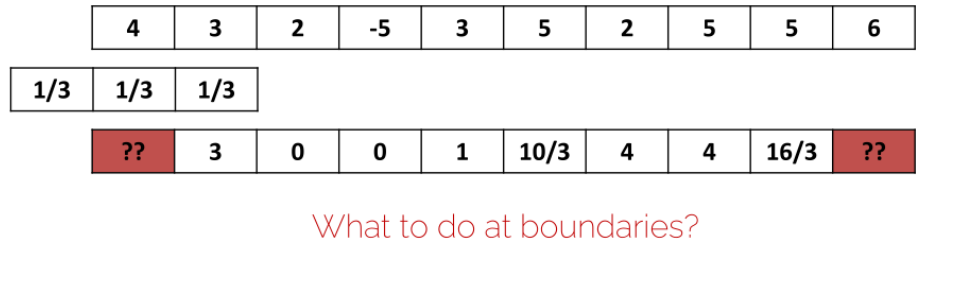 4 3 2 -5 3 5 2 5 5 6
1/3 1/3 1/3
?? 3 0 0 1 10/3 4 4 16/3 ??
What to do at boundaries?